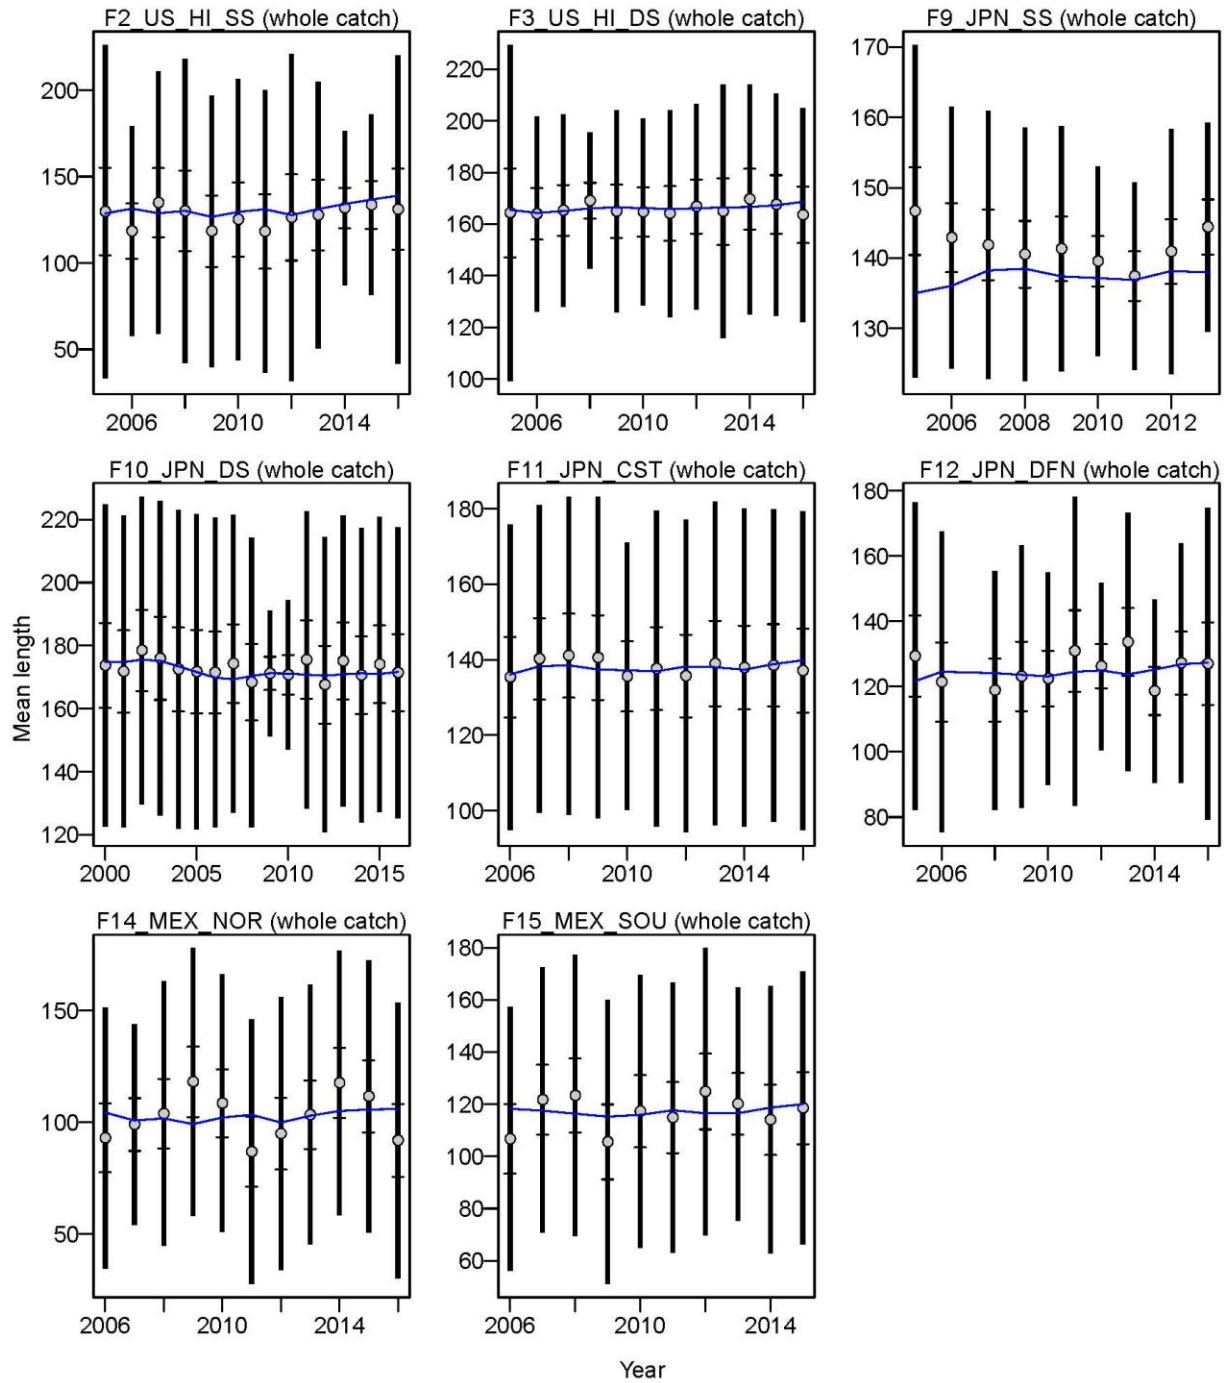 F2_US_HI_SS (whole catch)
200
150
100
50
2006 2010 2014
F3_US_HI_DS (whole catch)
220
200
180
160
140
120
100
2006 2010 2014
F9_JPN_SS (whole catch)
170
160
150
140
130
2006 2008 2010 2012
F10_JPN_DS (whole catch)
220
200
180
160
140
120
2000 2005 2010 2015
F11_JPN_CST (whole catch)
180
160
140
120
100
2006 2010 2014
F12_JPN_DFN (whole catch)
180
160
140
120
100
80
2006 2010 2014
Mean length
F14_MEX_NOR (whole catch)
150
100
50
2006 2010 2014
F15_MEX_SOU (whole catch)
180
160
140
120
100
80
60
2006 2010 2014
Year